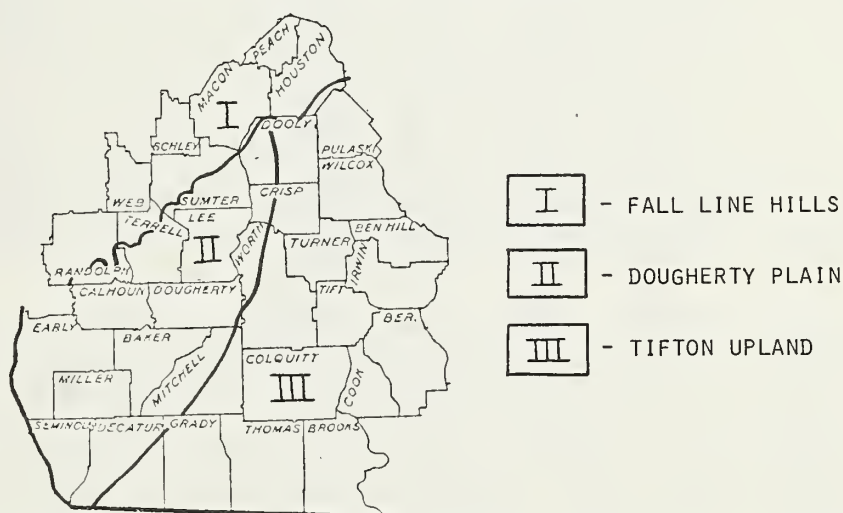 PEACH
HOUSTON
MACON
I
DOOLY
SCHLEY
PULASKI
WILCOX
WEB
SUMTER
CRISP
TERRELL
LEE
II
WORTH
TURNER
BEN HILL
IRWIN
RANDOLPH
CALHOUN
DOUGHERTY
TIFT
BER.
EARLY
BAKER
MITCHELL
COLQUITT
COOK
MILLER
III
SEMINOLE
DECATUR
GRADY
THOMAS
BROOKS
I - FALL LINE HILLS
II - DOUGHERTY PLAIN
III - TIFTON UPLAND